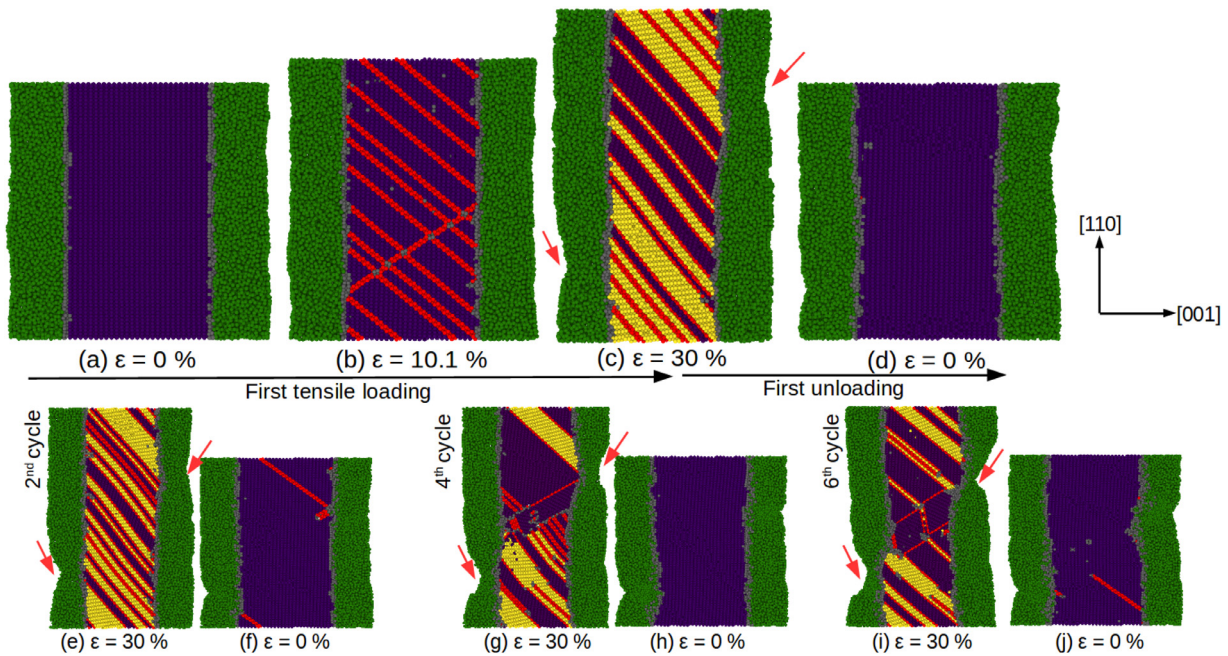 [110]
[001]
(a) ε = 0 %
(b) ε = 10.1 %
(c) ε = 30 %
(d) ε = 0 %
First tensile loading
First unloading
2nd cycle
4th cycle
6th cycle
(e) ε = 30 %
(f) ε = 0 %
(g) ε = 30 %
(h) ε = 0 %
(i) ε = 30 %
(j) ε = 0 %